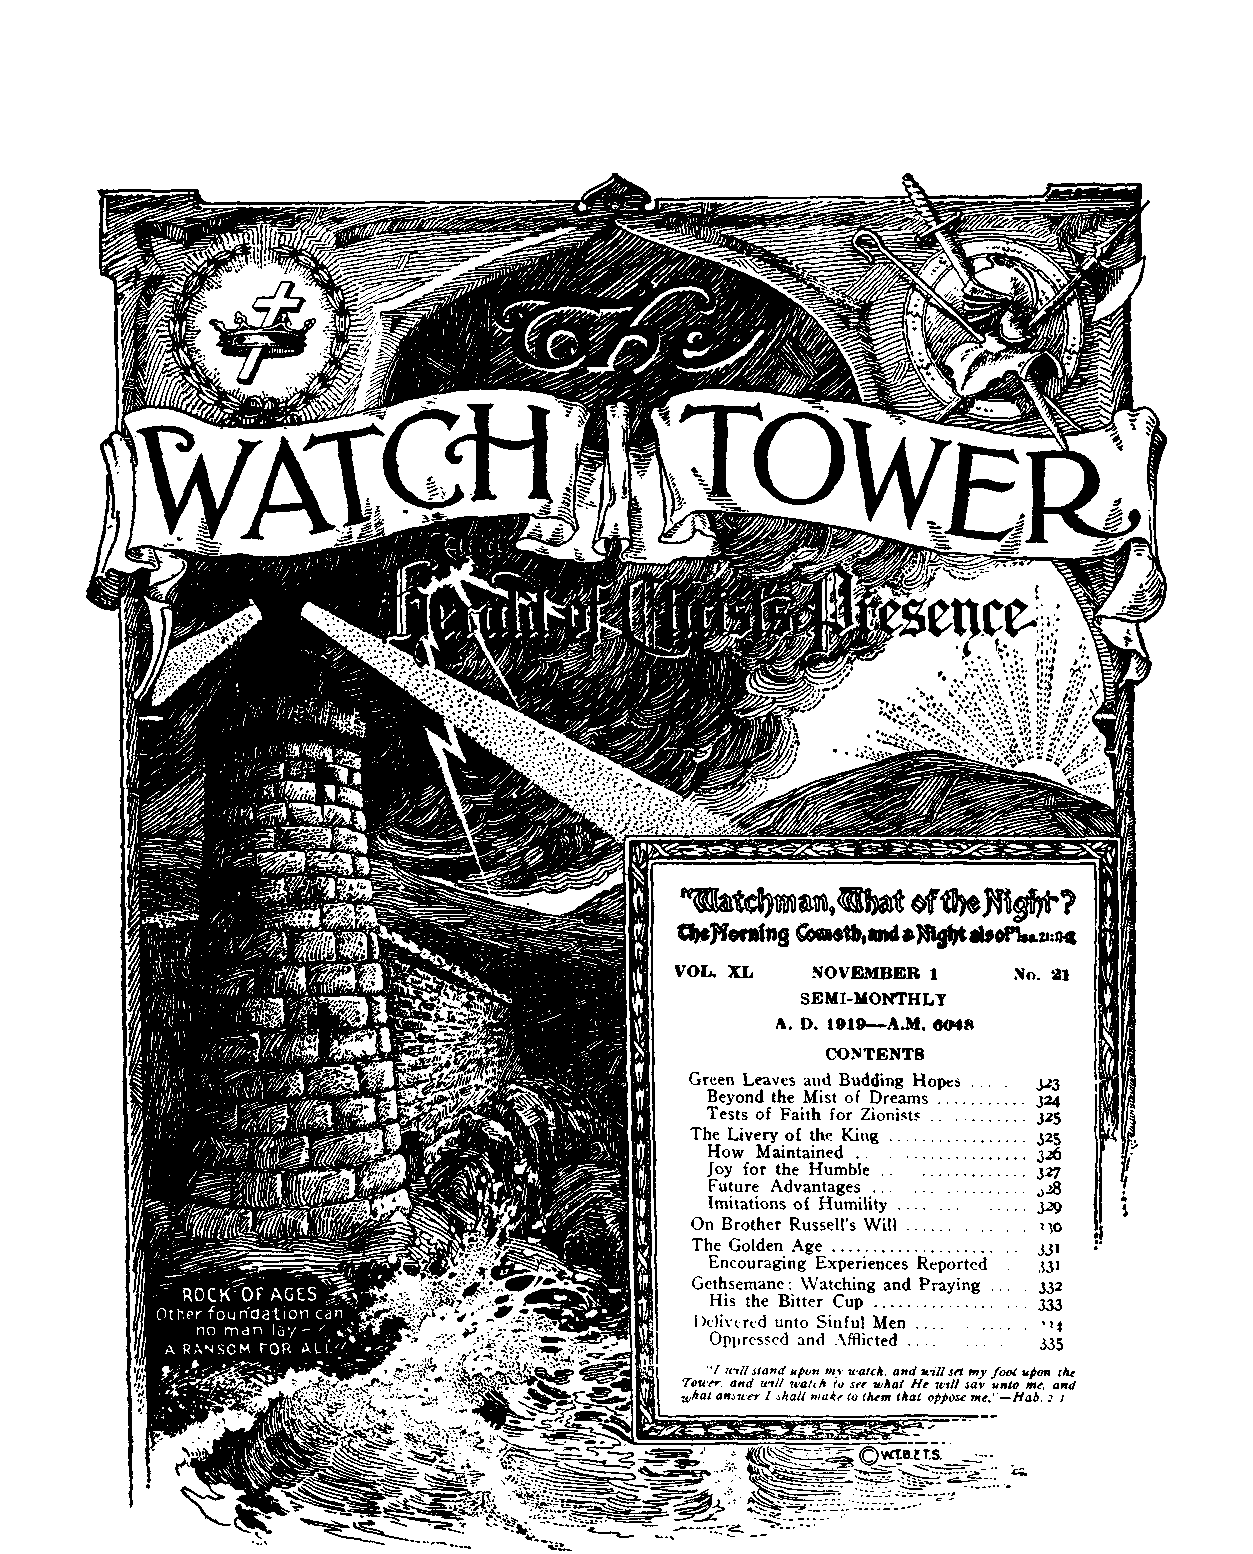 The
WATCH TOWER
Herald of Christs Presence
"Watchman, What of the Night?
The Morning Cometh, and a Night also!" Isa. 21:
VOL. XL NOVEMBER 1 No. 21
SEMI-MONTHLY
A. D. 1919—A.M. 6048
CONTENTS
Green Leaves and Budding Hopes .... 323
Beyond the Mist of Dreams ........... 324
Tests of Faith for Zionists .. ......... 325
The Livery of the King ................. 325
How Maintained .. ............... 326
Joy for the Humble .. ............. 327
Future Advantages ... ... ........... 328
Imitations of Humility .... ... ....... 329
On Brother Russell's Will ...... . . . ....
The Golden Age .................... .. 331
Encouraging Experiences Reported . 331
Gethsemane: Watching and Praying ... . 332
His the Bitter Cup ............... ... 333
Delivered unto Sinful Men .... . .......
Oppressed and Afflicted .... ..... . 335
"I will stand upon my watch, and will set my foot upon the
Tower, and will watch to see what He will say unto me, and
what answer I shall make to them that oppose me."—Hab. 2:1
ROCK OF AGES
Other foundation can
no man lay—
A RANSOM FOR ALL
©W.T.B.&T.S.